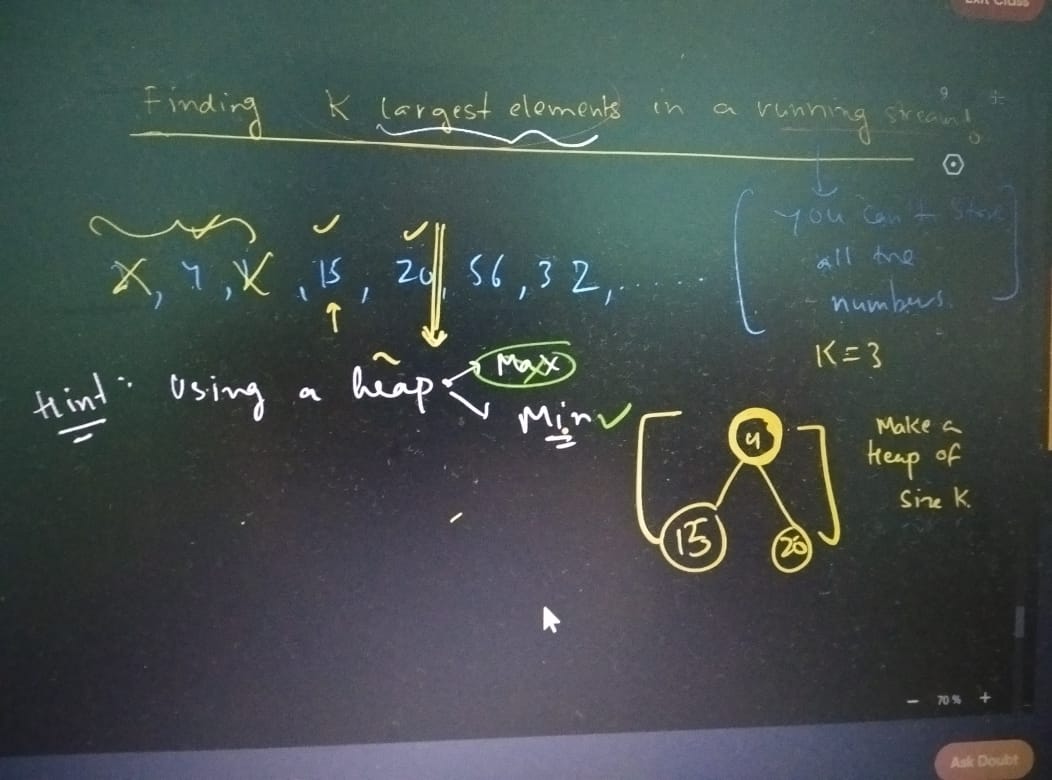 Exit Class
Finding K largest elements in a running stream!
you can't store
all the
numbers.
X, 4, X, 15, 20, 56, 32, .......
K=3
Hint: Using a heap
Max
Min ✓
4
15
20
Make a
Heap of
size K.
- 70% +
Ask Doubt